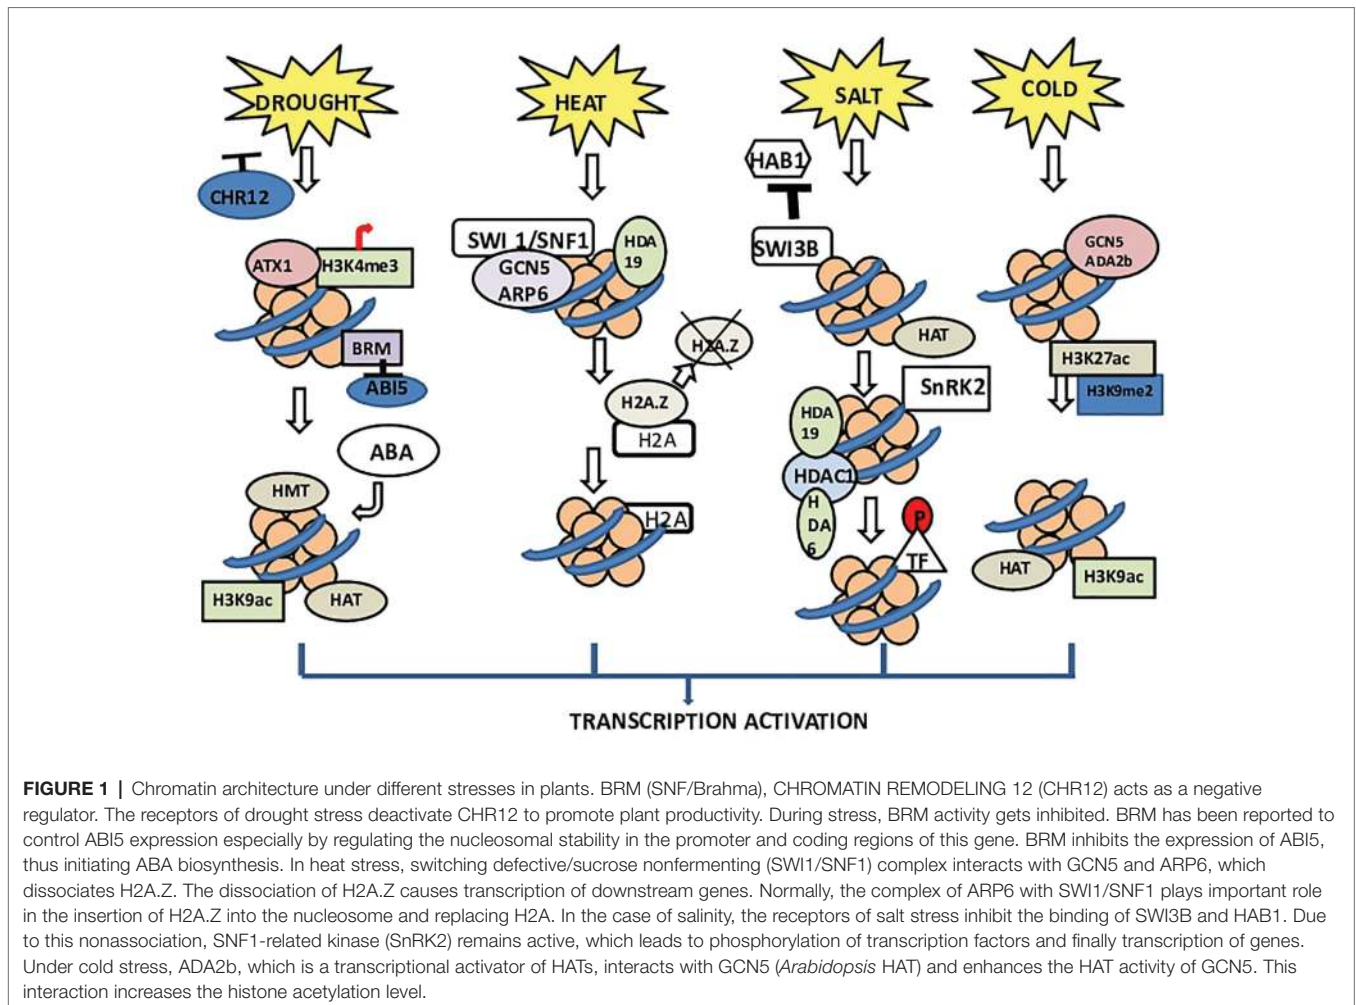 DROUGHT
HEAT
SALT
COLD
HAB1
CHR12
SWI 1/SNF1
HDA
19
SWI3B
GCN5
ADA2b
ATX1
H3K4me3
GCN5
ARP6
BRM
H2A.Z
HAT
H3K27ac
ABI5
SnRK2
H3K9me2
H2A.Z
H2A
HDA
19
ABA
HDAC1
HMT
H
DA
6
P
H2A
TF
HAT
H3K9ac
H3K9ac
HAT
TRANSCRIPTION ACTIVATION
FIGURE 1 | Chromatin architecture under different stresses in plants. BRM (SNF/Brahma), CHROMATIN REMODELING 12 (CHR12) acts as a negative
regulator. The receptors of drought stress deactivate CHR12 to promote plant productivity. During stress, BRM activity gets inhibited. BRM has been reported to
control ABI5 expression especially by regulating the nucleosomal stability in the promoter and coding regions of this gene. BRM inhibits the expression of ABI5,
thus initiating ABA biosynthesis. In heat stress, switching defective/sucrose nonfermenting (SWI1/SNF1) complex interacts with GCN5 and ARP6, which
dissociates H2A.Z. The dissociation of H2A.Z causes transcription of downstream genes. Normally, the complex of ARP6 with SWI1/SNF1 plays important role
in the insertion of H2A.Z into the nucleosome and replacing H2A. In the case of salinity, the receptors of salt stress inhibit the binding of SWI3B and HAB1. Due
to this nonassociation, SNF1-related kinase (SnRK2) remains active, which leads to phosphorylation of transcription factors and finally transcription of genes.
Under cold stress, ADA2b, which is a transcriptional activator of HATs, interacts with GCN5 (Arabidopsis HAT) and enhances the HAT activity of GCN5. This
interaction increases the histone acetylation level.